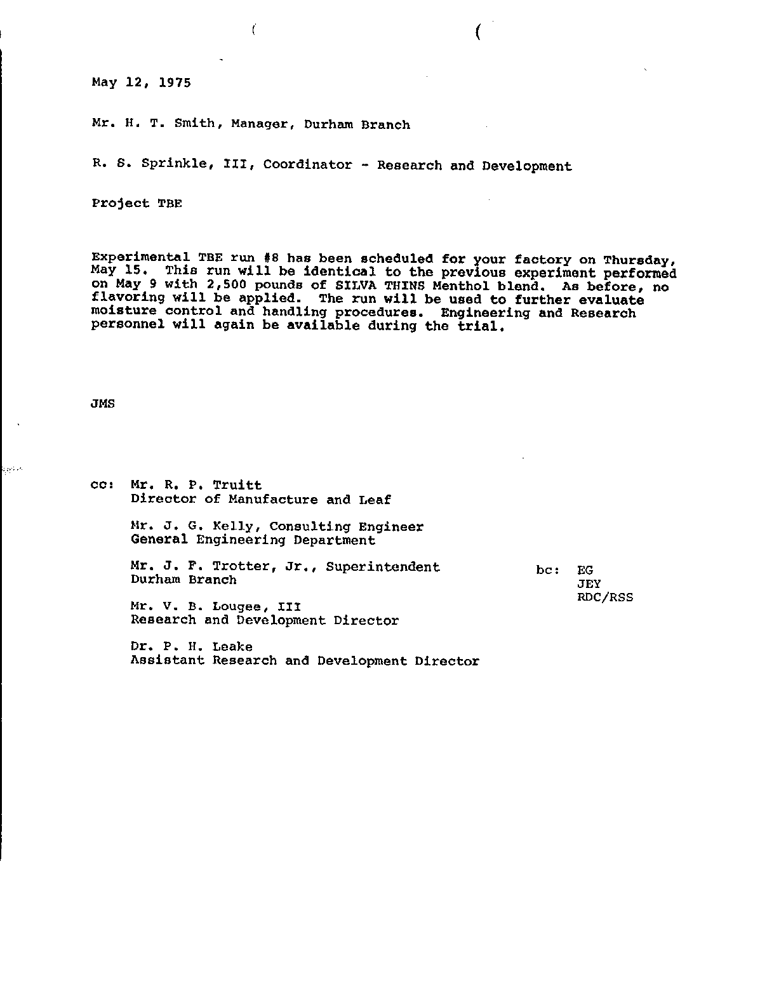 May 12, 1975
Mr. H. T. Smith, Manager, Durham Branch
R. S. Sprinkle, III, Coordinator - Research and Development
Project TBE
Experimental TBE run #8 has been scheduled for your factory on Thursday,
May 15. This run will be identical to the previous experiment performed
on May 9 with 2,500 pounds of SILVA THINS Menthol blend. As before, no
flavoring will be applied. The run will be used to further evaluate
moisture control and handling procedures. Engineering and Research
personnel will again be available during the trial.
JMS
cc: Mr. R. P. Truitt
Director of Manufacture and Leaf
Mr. J. G. Kelly, Consulting Engineer
General Engineering Department
Mr. J. F. Trotter, Jr., Superintendent
Durham Branch
bc: EG
JEY
RDC/RSS
Mr. V. B. Lougee, III
Research and Development Director
Dr. P. H. Leake
Assistant Research and Development Director